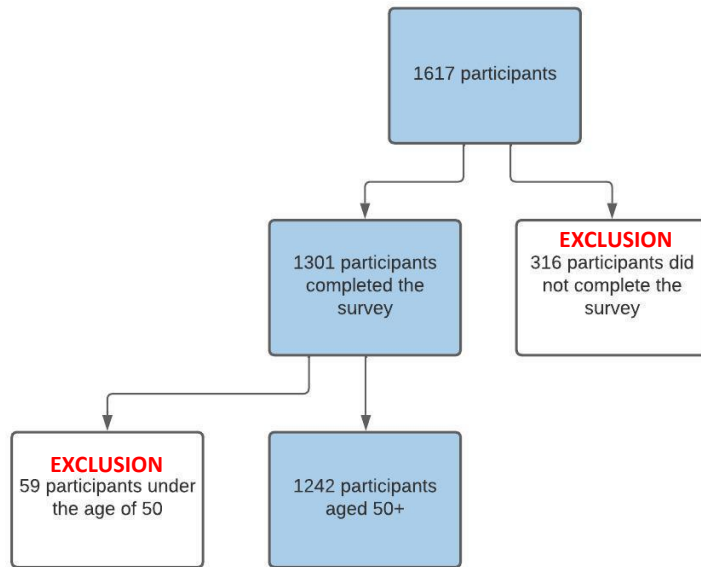 1617 participants
1301 participants
completed the
survey
EXCLUSION
316 participants did
not complete the
survey
EXCLUSION
59 participants under
the age of 50
1242 participants
aged 50+